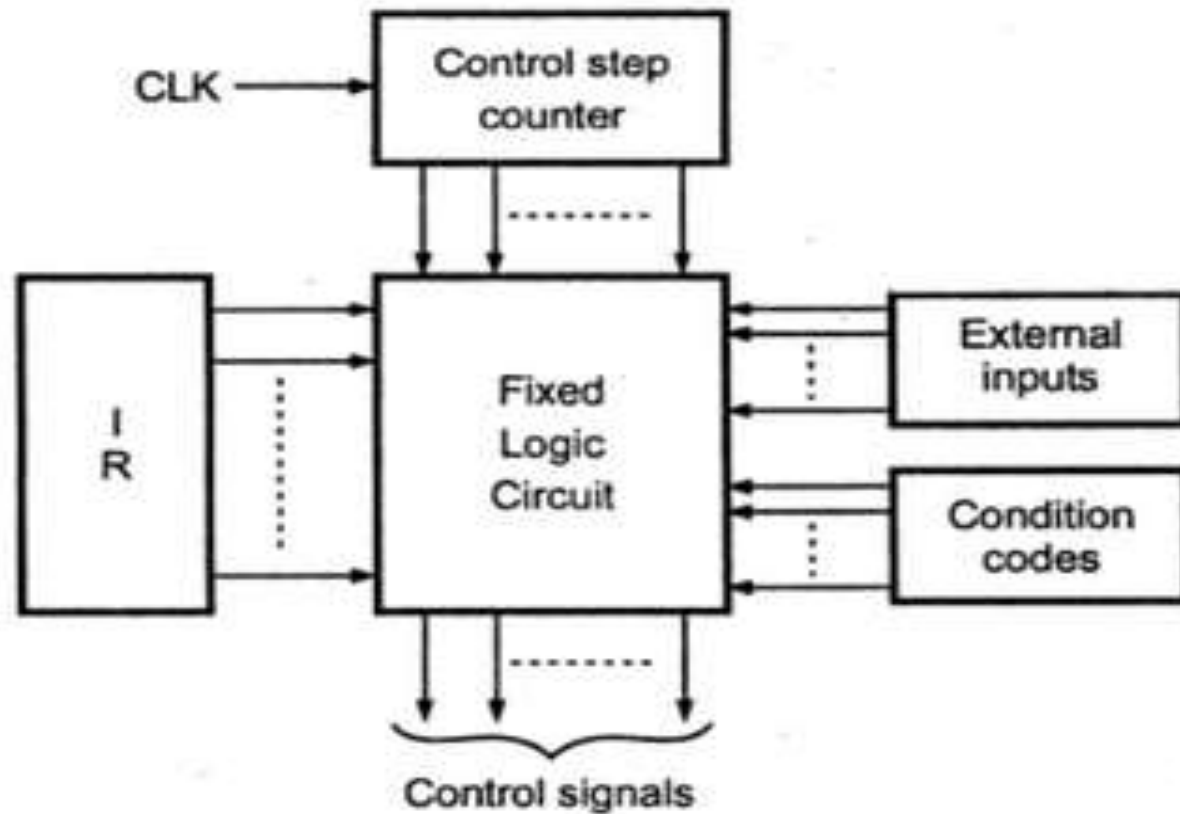 CLK
Control step
counter
I
R
Fixed
Logic
Circuit
External
inputs
Condition
codes
Control signals